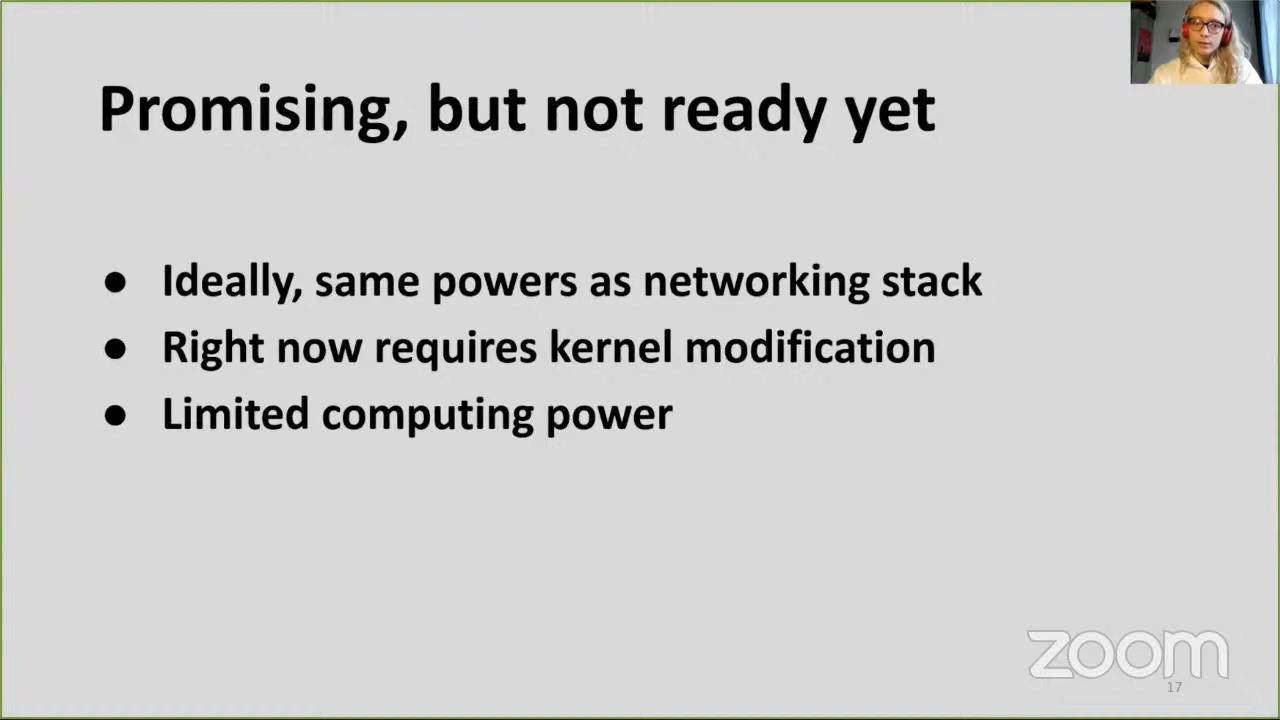 Promising, but not ready yet
● Ideally, same powers as networking stack
● Right now requires kernel modification
● Limited computing power
zoom
17